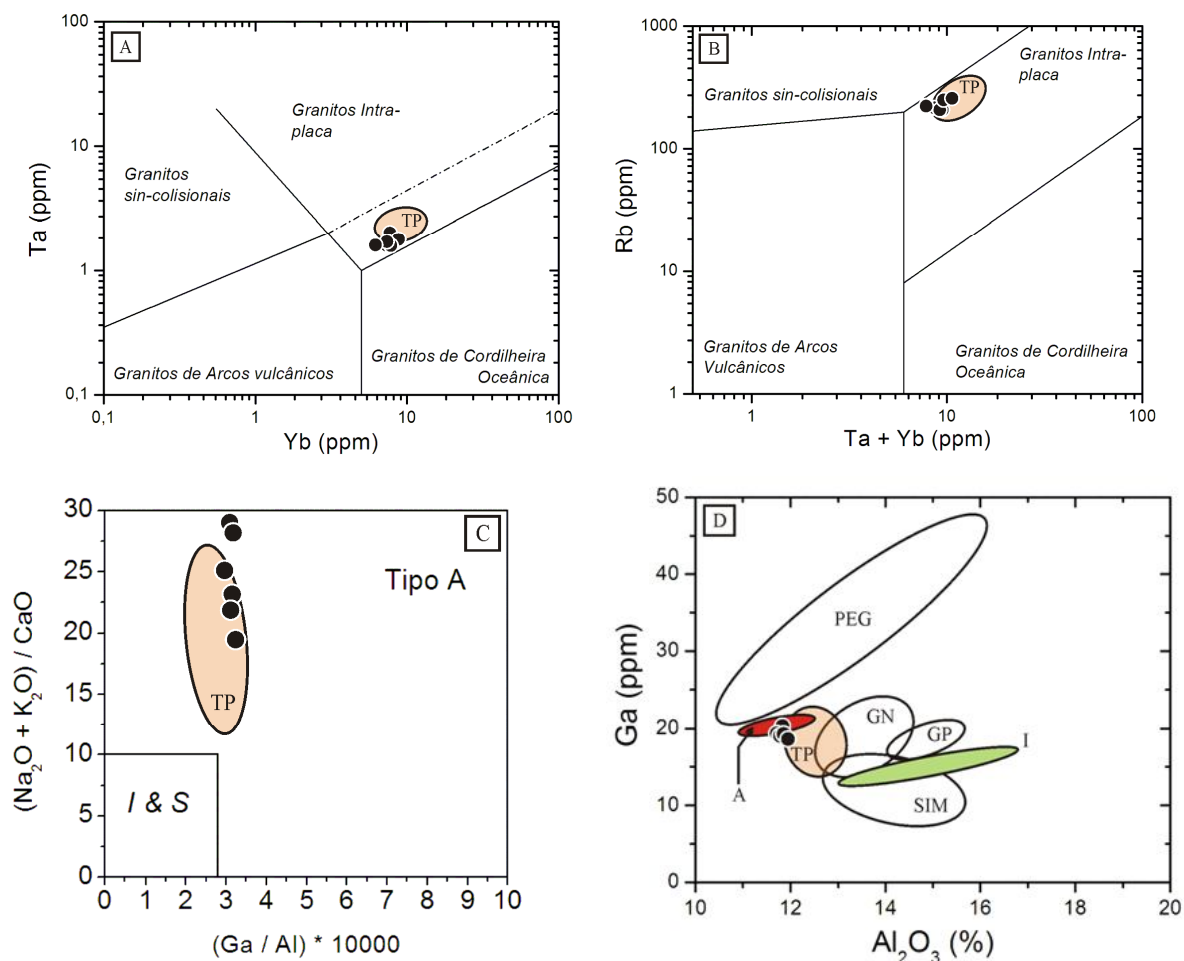 A
100
10
1
0,1
Ta (ppm)
Granitos Intra-
placa
Granitos
sin-colisionais
TP
Granitos de Arcos vulcânicos
Granitos de Cordilheira
Oceânica
0,1
1
10
100
Yb (ppm)
B
1000
100
10
1
Rb (ppm)
Granitos Intra-
placa
Granitos sin-colisionais
TP
Granitos de Arcos
Vulcânicos
Granitos de Cordilheira
Oceânica
1
10
100
Ta + Yb (ppm)
C
30
25
20
15
10
5
0
(Na₂O + K₂O) / CaO
Tipo A
TP
I & S
0 1 2 3 4 5 6 7 8 9 10
(Ga / Al) * 10000
D
50
40
30
20
10
0
Ga (ppm)
PEG
GN
GP
TP
I
A
SIM
10 12 14 16 18 20
Al₂O₃ (%)